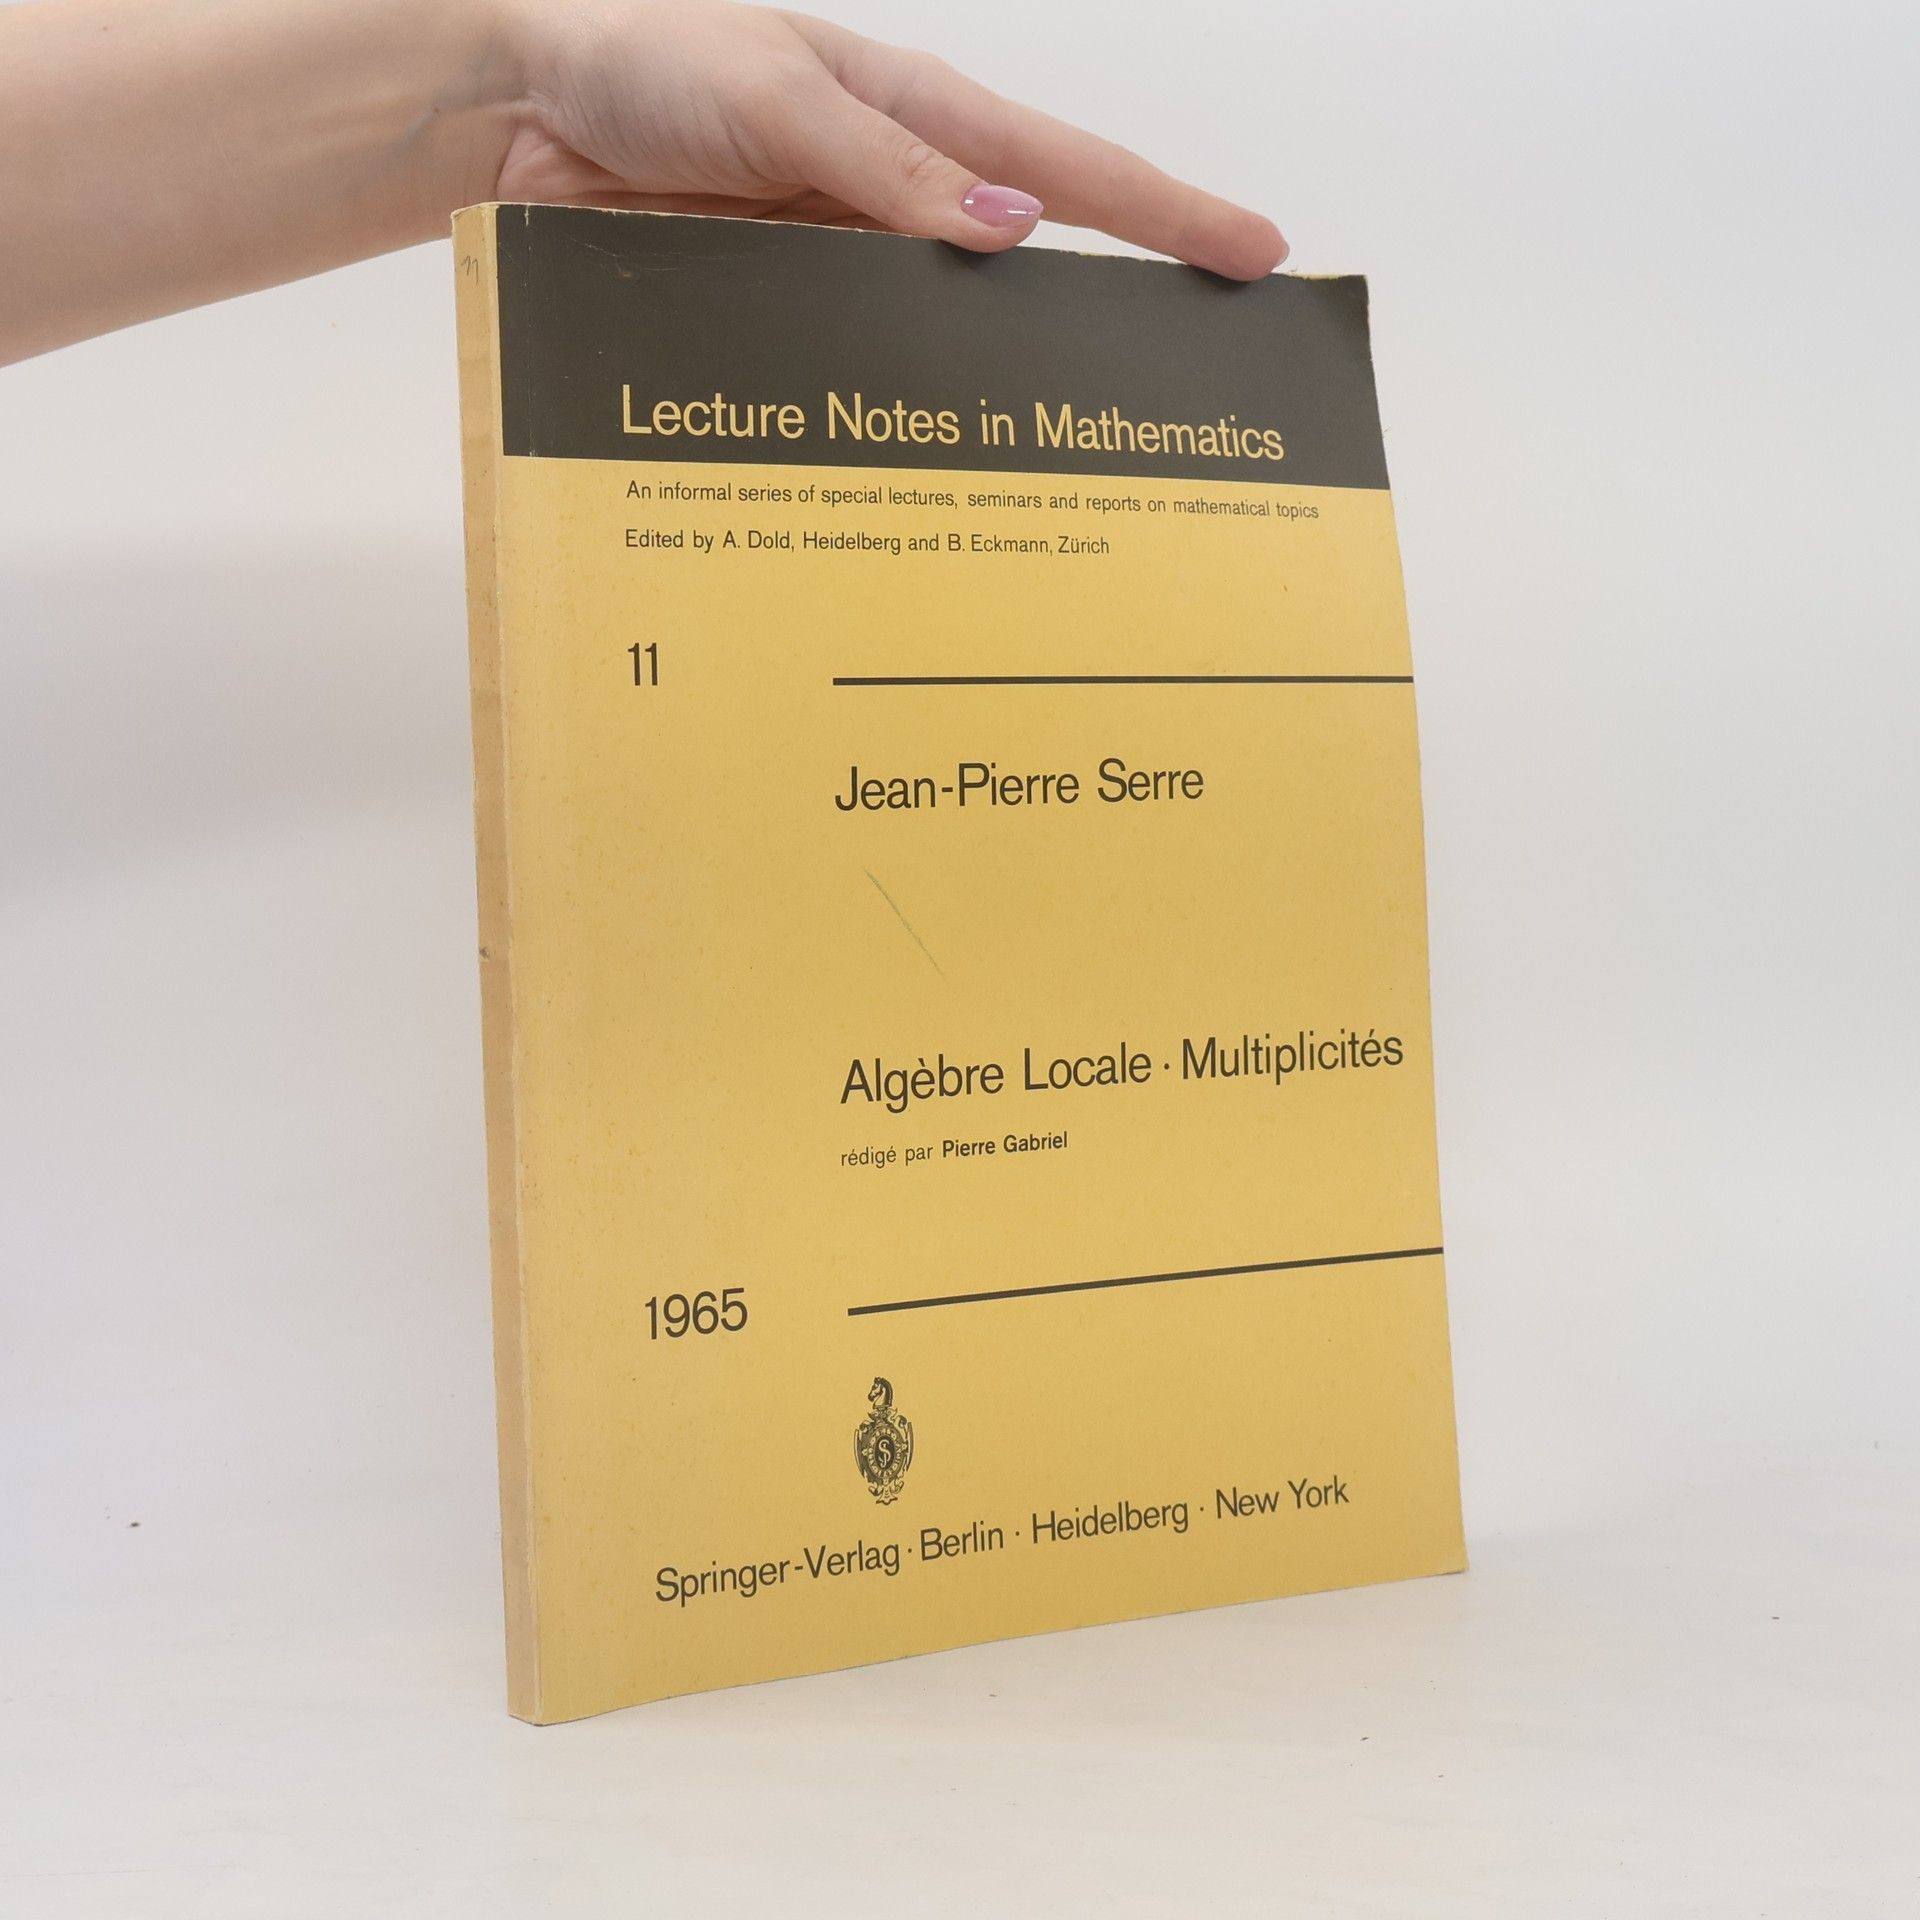 11
Lecture Notes in Mathematics
An informal series of special lectures, seminars and reports on mathematical topics
Edited by A. Dold, Heidelberg and B. Eckmann, Zürich
11
Jean-Pierre Serre
Algèbre Locale · Multiplicités
rédigé par Pierre Gabriel
1965
Springer-Verlag · Berlin · Heidelberg · New York